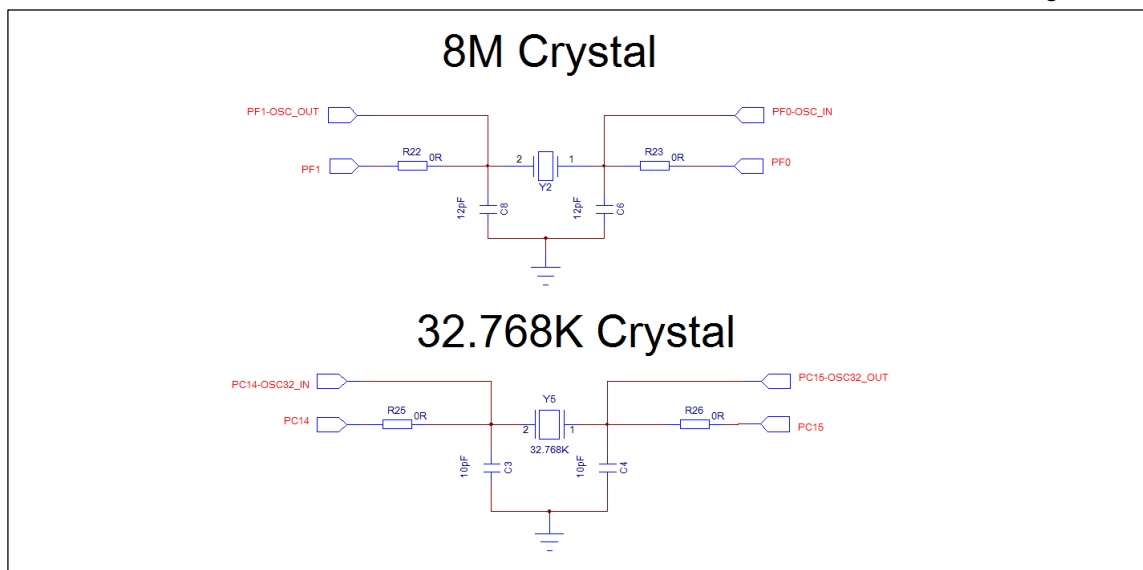 8M Crystal
PF1-OSC_OUT
PF0-OSC_IN
R22
0R
R23
0R
PF1
2
1
PF0
Y2
12pF
C8
12pF
C6
32.768K Crystal
PC14-OSC32_IN
PC15-OSC32_OUT
Y5
R25
0R
R26
0R
PC14
2
1
PC15
32.768K
10pF
C3
10pF
C4